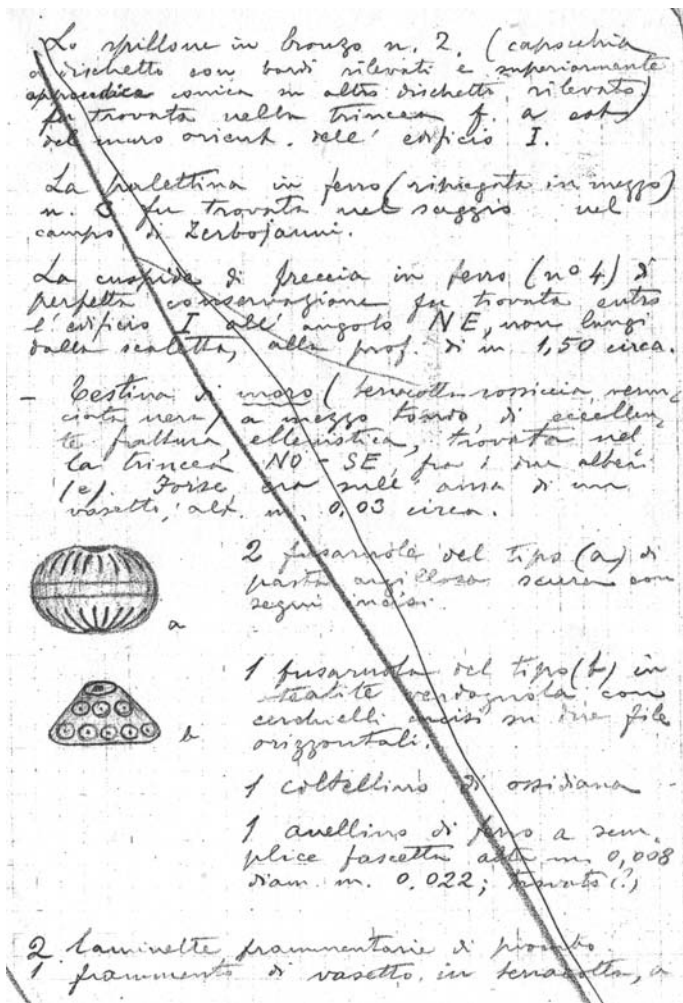 Lo spillone in bronzo n. 2. (capocchia
a dischetto con bordi rilevati e superiormente
appendice conica su altro dischetto rilevato)
fu trovata nella trincea f. a est
del muro orient. dell' edificio I.
La palettina in ferro (ripiegata in mezzo)
n. 3 fu trovata nel saggio nel
campo di Zerbojanni.
La cuspide di freccia in ferro (nº 4) di
perfetta conservazione fu trovata entro
l'edificio I all' angolo NE, non lungi
dalla scaletta, alla prof. di m 1,50 circa.
- Testina di moro (terracotta rossiccia, verni-
ciata nera) a mezzo tondo, di eccellen-
te fattura ellenistica, trovata nel
la trincea NO-SE, fra i due alberi
(e). Forse era sull' ansa di un
vasetto, alt. m. 0,03 circa.
2 fusaruole del tipo (a) di
pasta argillosa scura con
segni incisi.
a
1 fusaruola del tipo (b) in
steatite verdognola con
cerchielli incisi su due file
orizzontali.
b
1 coltellino di ossidiana
1 anellino di ferro a sem
plice fascetta alta m. 0,008
diam. m. 0.022; trovato (?)
2 laminette frammentarie di piombo
1 frammento di vasetto in terracotta, a